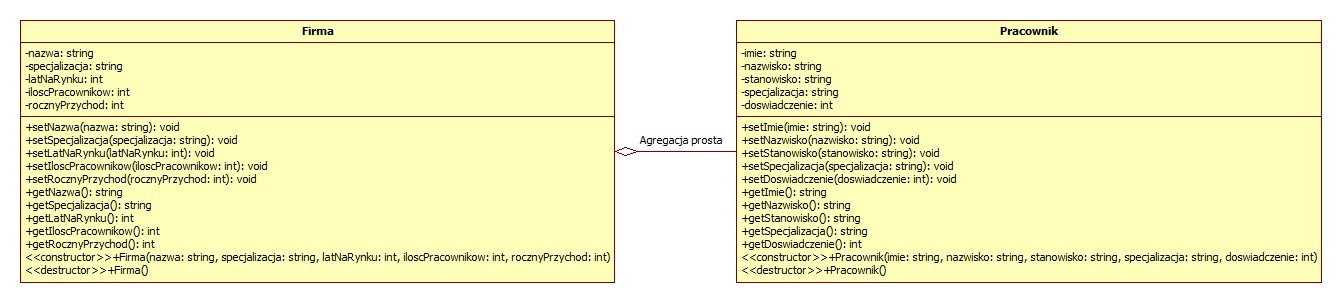 Firma
-nazwa: string
-specjalizacja: string
-latNaRynku: int
-iloscPracownikow: int
-rocznyPrzychod: int
+setNazwa(nazwa: string): void
+setSpecjalizacja(specjalizacja: string): void
+setLatNaRynku(latNaRynku: int): void
+setIloscPracownikow(iloscPracownikow: int): void
+setRocznyPrzychod(rocznyPrzychod: int): void
+getNazwa(): string
+getSpecjalizacja(): string
+getLatNaRynku(): int
+getIloscPracownikow(): int
+getRocznyPrzychod(): int
<<constructor>>+Firma(nazwa: string, specjalizacja: string, latNaRynku: int, iloscPracownikow: int, rocznyPrzychod: int)
<<destructor>>+Firma()
Agregacja prosta
Pracownik
-imie: string
-nazwisko: string
-stanowisko: string
-specjalizacja: string
-doswiadczenie: int
+setImie(imie: string): void
+setNazwisko(nazwisko: string): void
+setStanowisko(stanowisko: string): void
+setSpecjalizacja(specjalizacja: string): void
+setDoswiadczenie(doswiadczenie: int): void
+getImie(): string
+getNazwisko(): string
+getStanowisko(): string
+getSpecjalizacja(): string
+getDoswiadczenie(): int
<<constructor>>+Pracownik(imie: string, nazwisko: string, stanowisko: string, specjalizacja: string, doswiadczenie: int)
<<destructor>>+Pracownik()